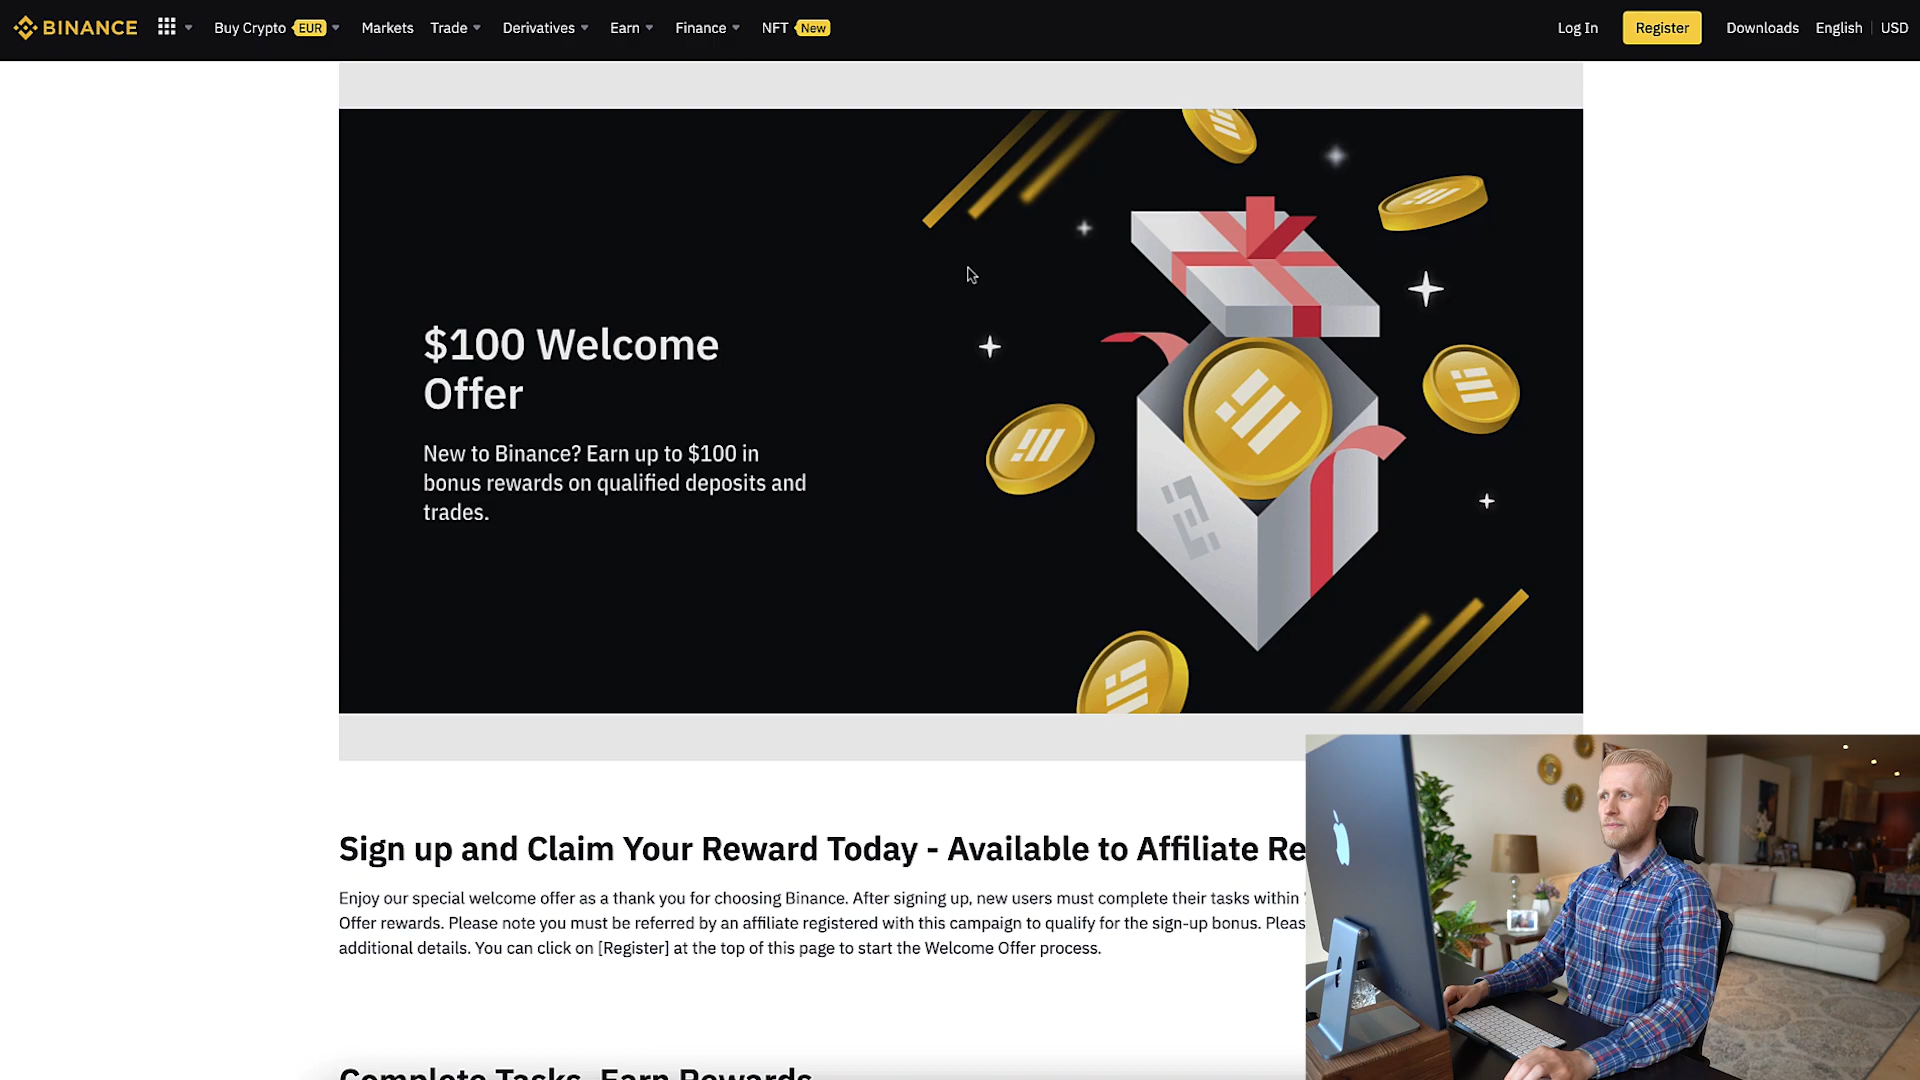 BINANCE Buy Crypto EUR Markets Trade Derivatives Earn Finance NFT New Log In Register Downloads English USD
$100 Welcome
Offer
New to Binance? Earn up to $100 in
bonus rewards on qualified deposits and
trades.
Sign up and Claim Your Reward Today - Available to Affiliate Re
Enjoy our special welcome offer as a thank you for choosing Binance. After signing up, new users must complete their tasks within
Offer rewards. Please note you must be referred by an affiliate registered with this campaign to qualify for the sign-up bonus. Pleas
additional details. You can click on [Register] at the top of this page to start the Welcome Offer process.
Complete Tasks, Earn Rewards